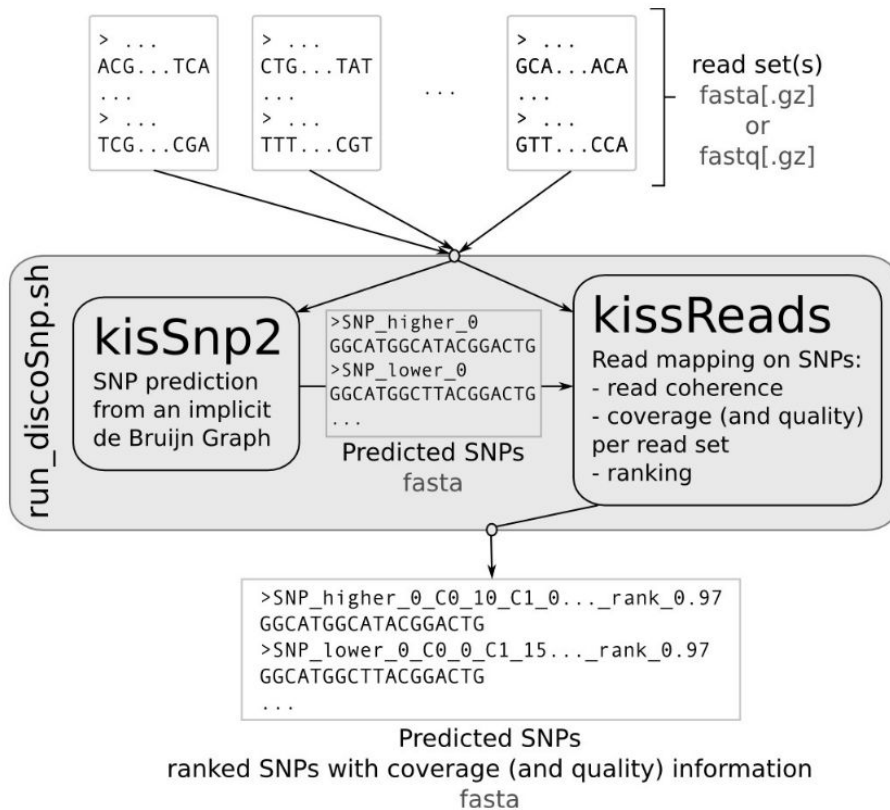 > ...
ACG...TCA
...
> ...
TCG...CGA
> ...
CTG...TAT
...
> ...
TTT...CGT
...
> ...
GCA...ACA
...
> ...
GTT...CCA
read set(s)
fasta[.gz]
or
fastq[.gz]
run_discoSnp.sh
kisSnp2
SNP prediction
from an implicit
de Bruijn Graph
>SNP_higher_0
GGCATGGCATACGGACTG
>SNP_lower_0
GGCATGGCTTACGGACTG
...
Predicted SNPs
fasta
kissReads
Read mapping on SNPs:
- read coherence
- coverage (and quality)
per read set
- ranking
>SNP_higher_0_C0_10_C1_0..._rank_0.97
GGCATGGCATACGGACTG
>SNP_lower_0_C0_0_C1_15..._rank_0.97
GGCATGGCTTACGGACTG
...
Predicted SNPs
ranked SNPs with coverage (and quality) information
fasta